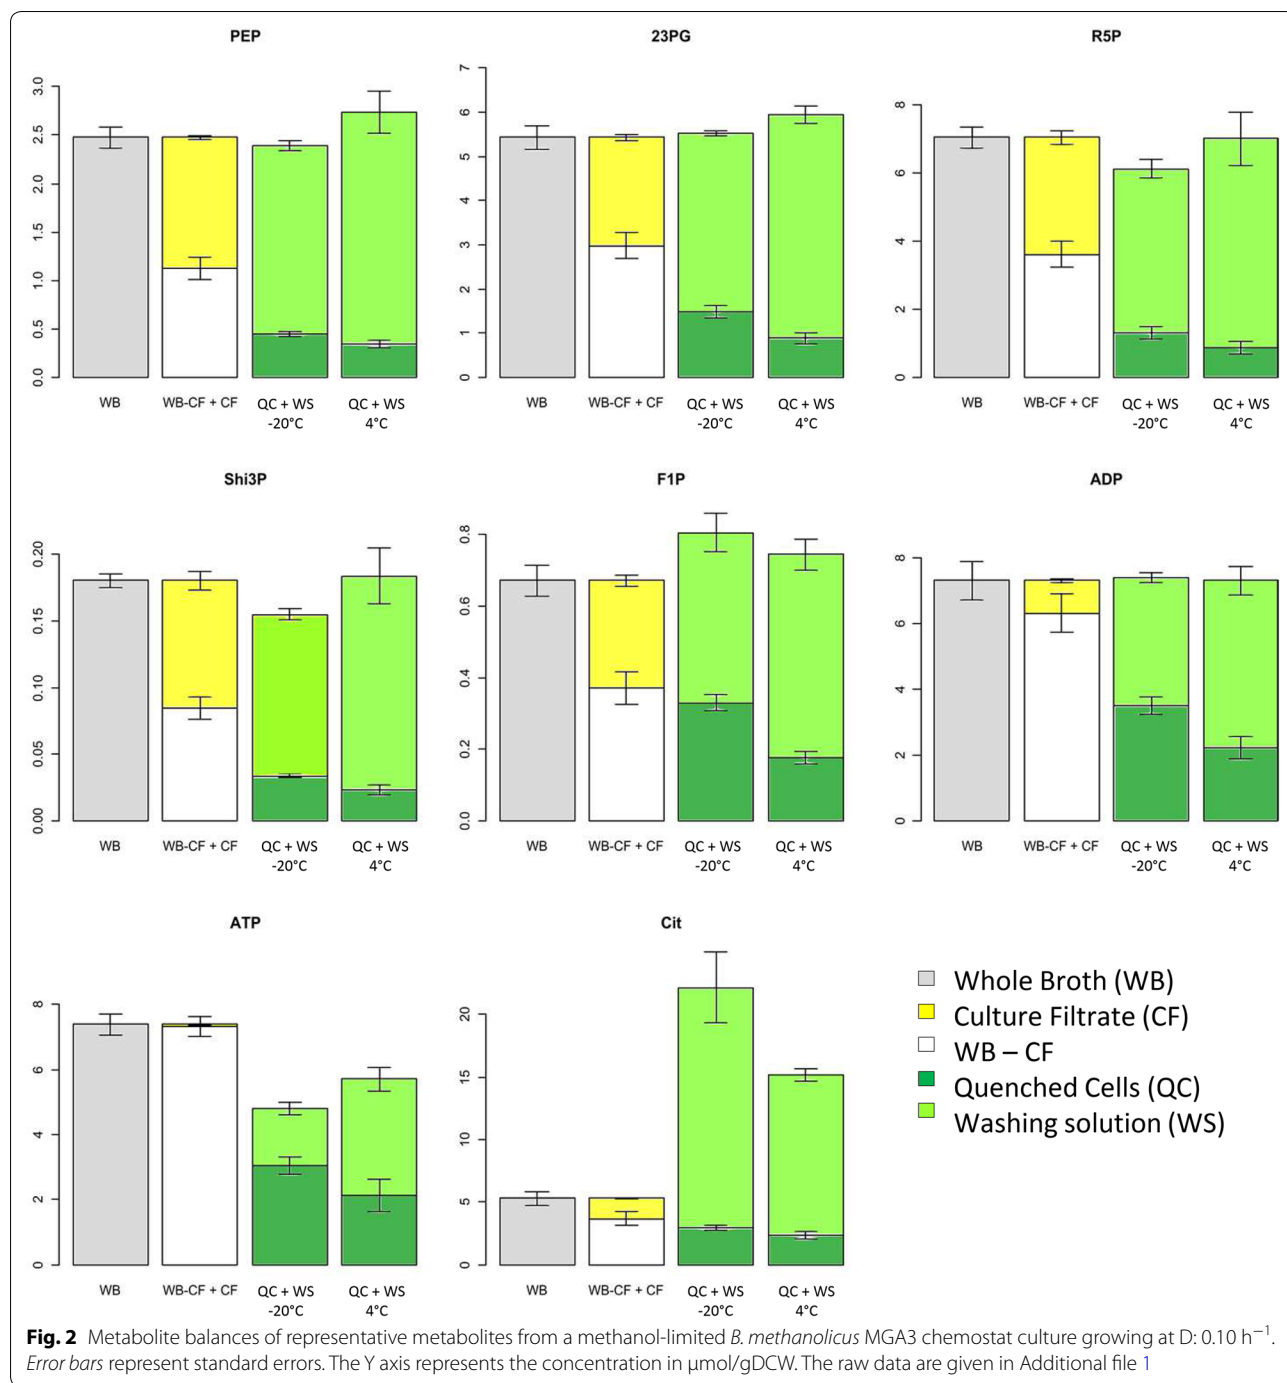 PEP
3.0
2.5
2.0
1.5
1.0
0.5
0.0
WB
WB-CF + CF
QC + WS
-20°C
QC + WS
4°C
23PG
7
6
5
4
3
2
1
0
WB
WB-CF + CF
QC + WS
-20°C
QC + WS
4°C
R5P
8
6
4
2
0
WB
WB-CF + CF
QC + WS
-20°C
QC + WS
4°C
Shi3P
0.20
0.15
0.10
0.05
0.00
WB
WB-CF + CF
QC + WS
-20°C
QC + WS
4°C
F1P
0.8
0.6
0.4
0.2
0.0
WB
WB-CF + CF
QC + WS
-20°C
QC + WS
4°C
ADP
8
6
4
2
0
WB
WB-CF + CF
QC + WS
-20°C
QC + WS
4°C
ATP
8
6
4
2
0
WB
WB-CF + CF
QC + WS
-20°C
QC + WS
4°C
Cit
20
15
10
5
0
WB
WB-CF + CF
QC + WS
-20°C
QC + WS
4°C
Whole Broth (WB)
Culture Filtrate (CF)
WB – CF
Quenched Cells (QC)
Washing solution (WS)
Fig. 2 Metabolite balances of representative metabolites from a methanol-limited B. methanolicus MGA3 chemostat culture growing at D: 0.10 h⁻¹.
Error bars represent standard errors. The Y axis represents the concentration in µmol/gDCW. The raw data are given in Additional file 1